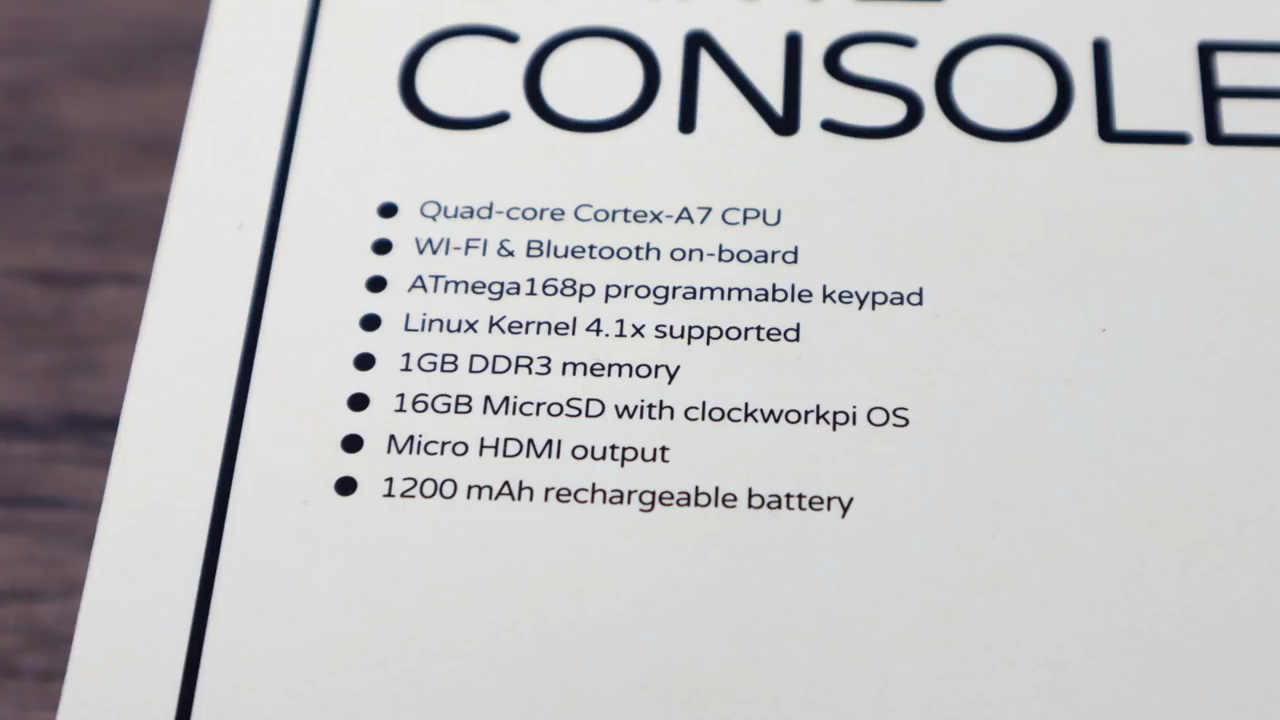 CONSOLE
Quad-core Cortex-A7 CPU
WI-FI & Bluetooth on-board
ATmega168p programmable keypad
Linux Kernel 4.1x supported
1GB DDR3 memory
16GB MicroSD with clockworkpi OS
Micro HDMI output
1200 mAh rechargeable battery